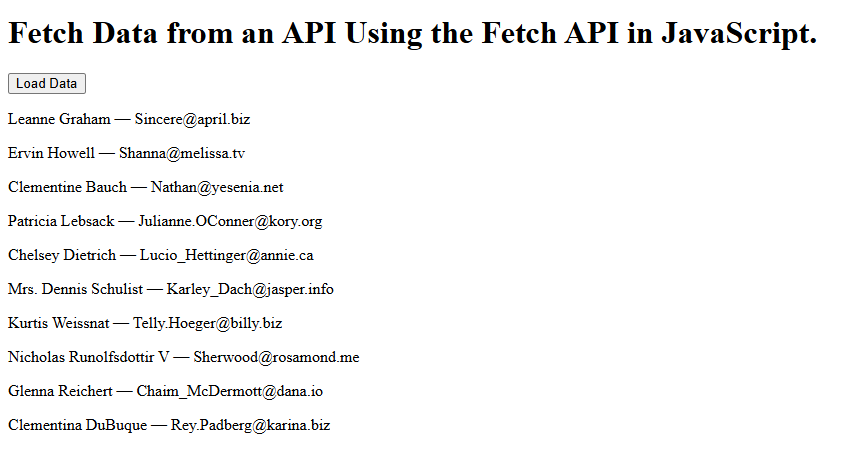 Fetch Data from an API Using the Fetch API in JavaScript.
Load Data
Leanne Graham — Sincere@april.biz
Ervin Howell — Shanna@melissa.tv
Clementine Bauch — Nathan@yesenia.net
Patricia Lebsack — Julianne.OConner@kory.org
Chelsey Dietrich — Lucio_Hettinger@annie.ca
Mrs. Dennis Schulist — Karley_Dach@jasper.info
Kurtis Weissnat — Telly.Hoeger@billy.biz
Nicholas Runolfsdottir V — Sherwood@rosamond.me
Glenna Reichert — Chaim_McDermott@dana.io
Clementina DuBuque — Rey.Padberg@karina.biz